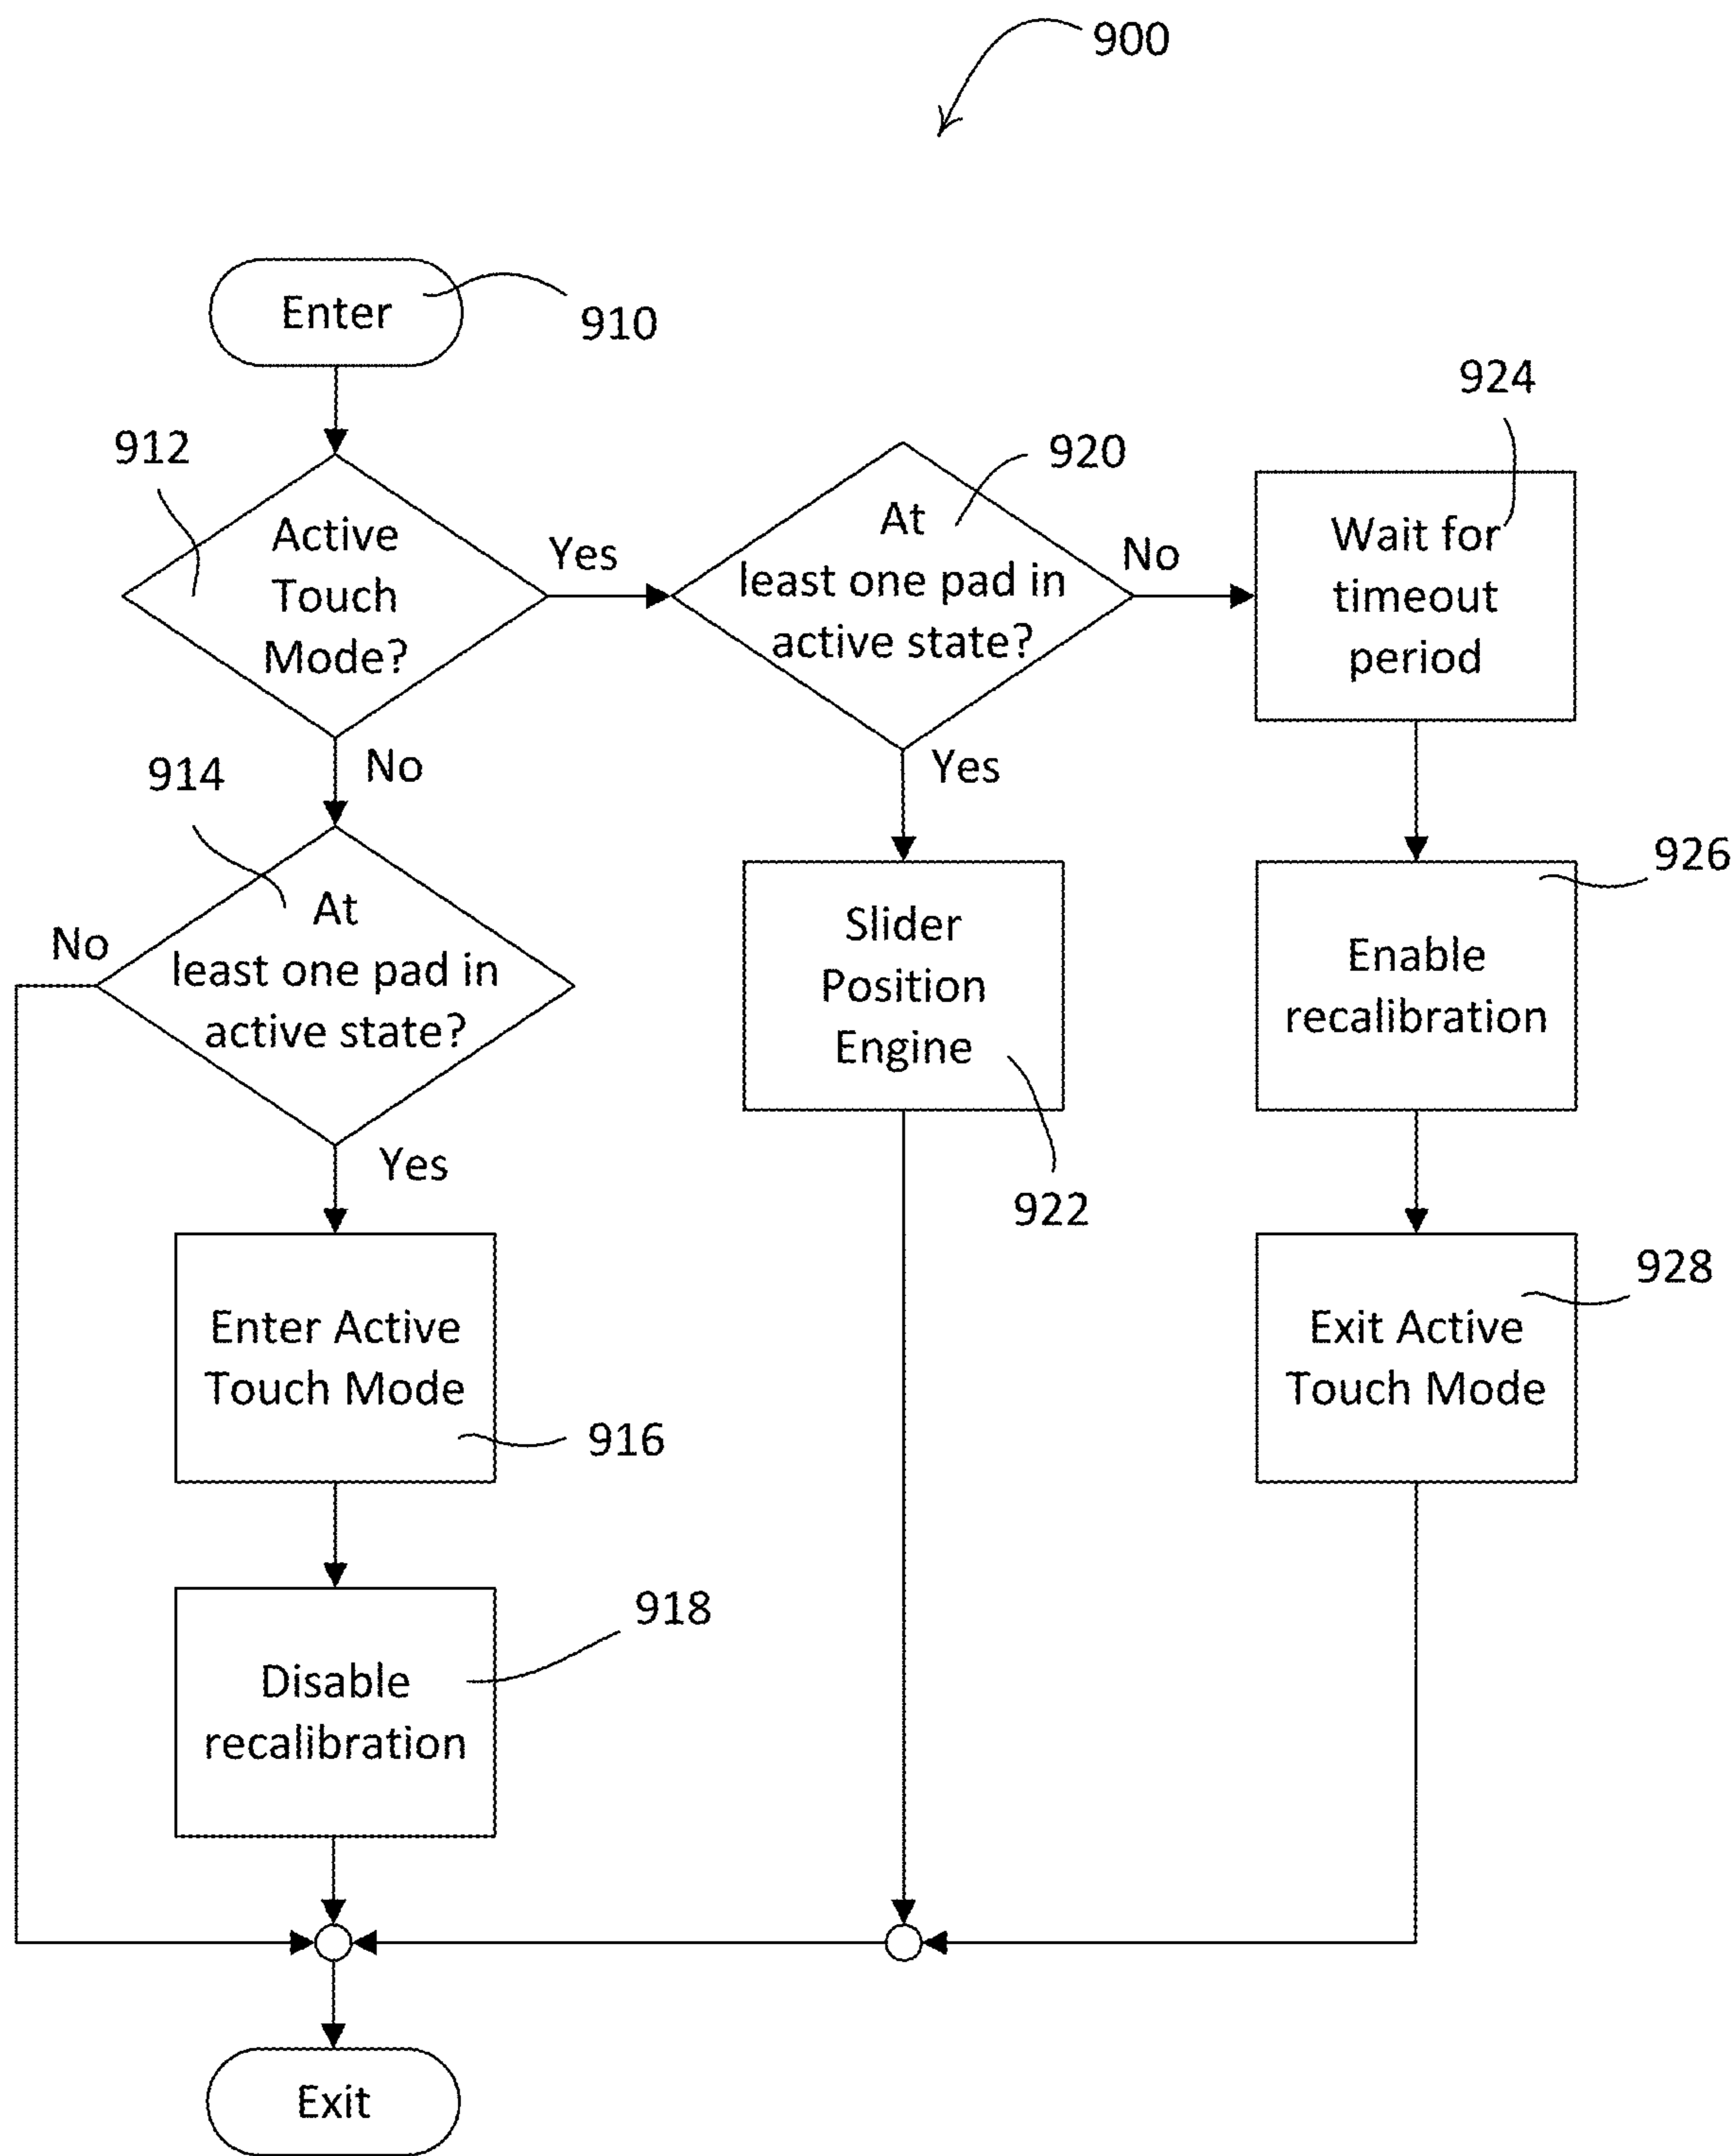 900
Enter
910
912
Active
Touch
Mode?
Yes
No
920
At
least one pad in
active state?
No
Yes
924
Wait for
timeout
period
914
At
least one pad in
active state?
No
Yes
Slider
Position
Engine
922
926
Enable
recalibration
Enter Active
Touch Mode
916
928
Exit Active
Touch Mode
918
Disable
recalibration
Exit